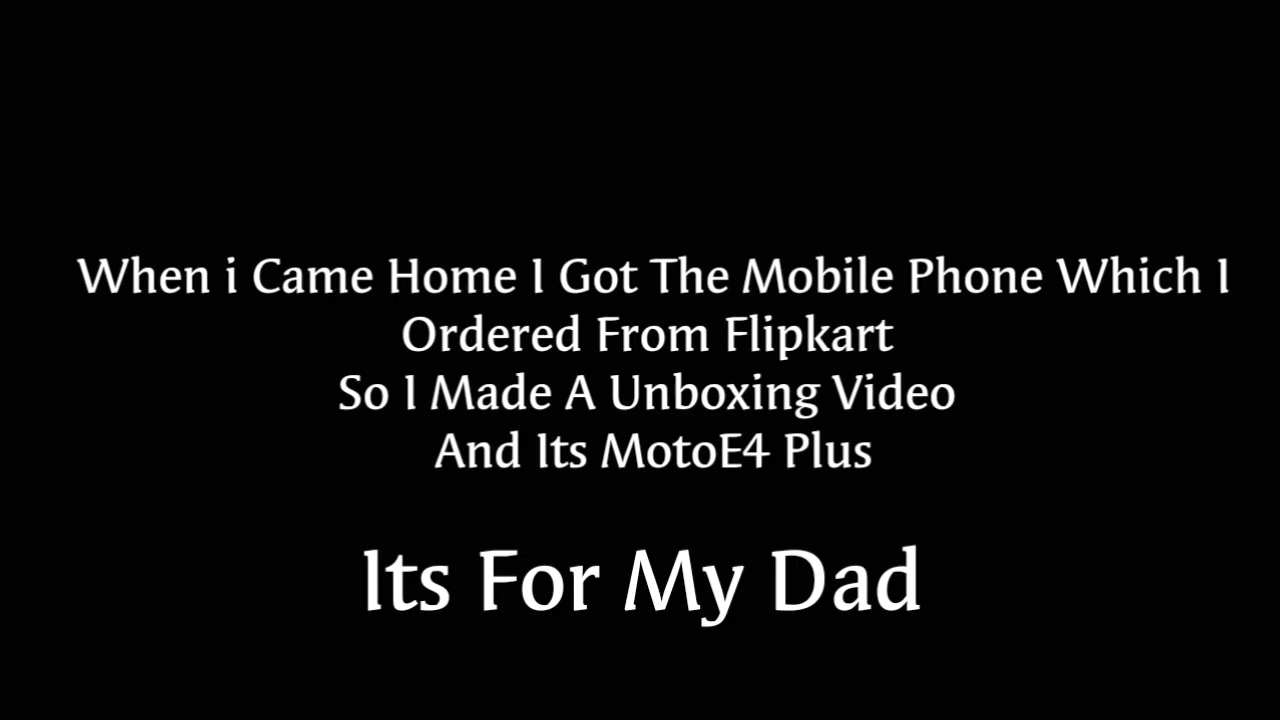 When i Came Home I Got The Mobile Phone Which I
Ordered From Flipkart
So I Made A Unboxing Video
And Its MotoE4 Plus
Its For My Dad